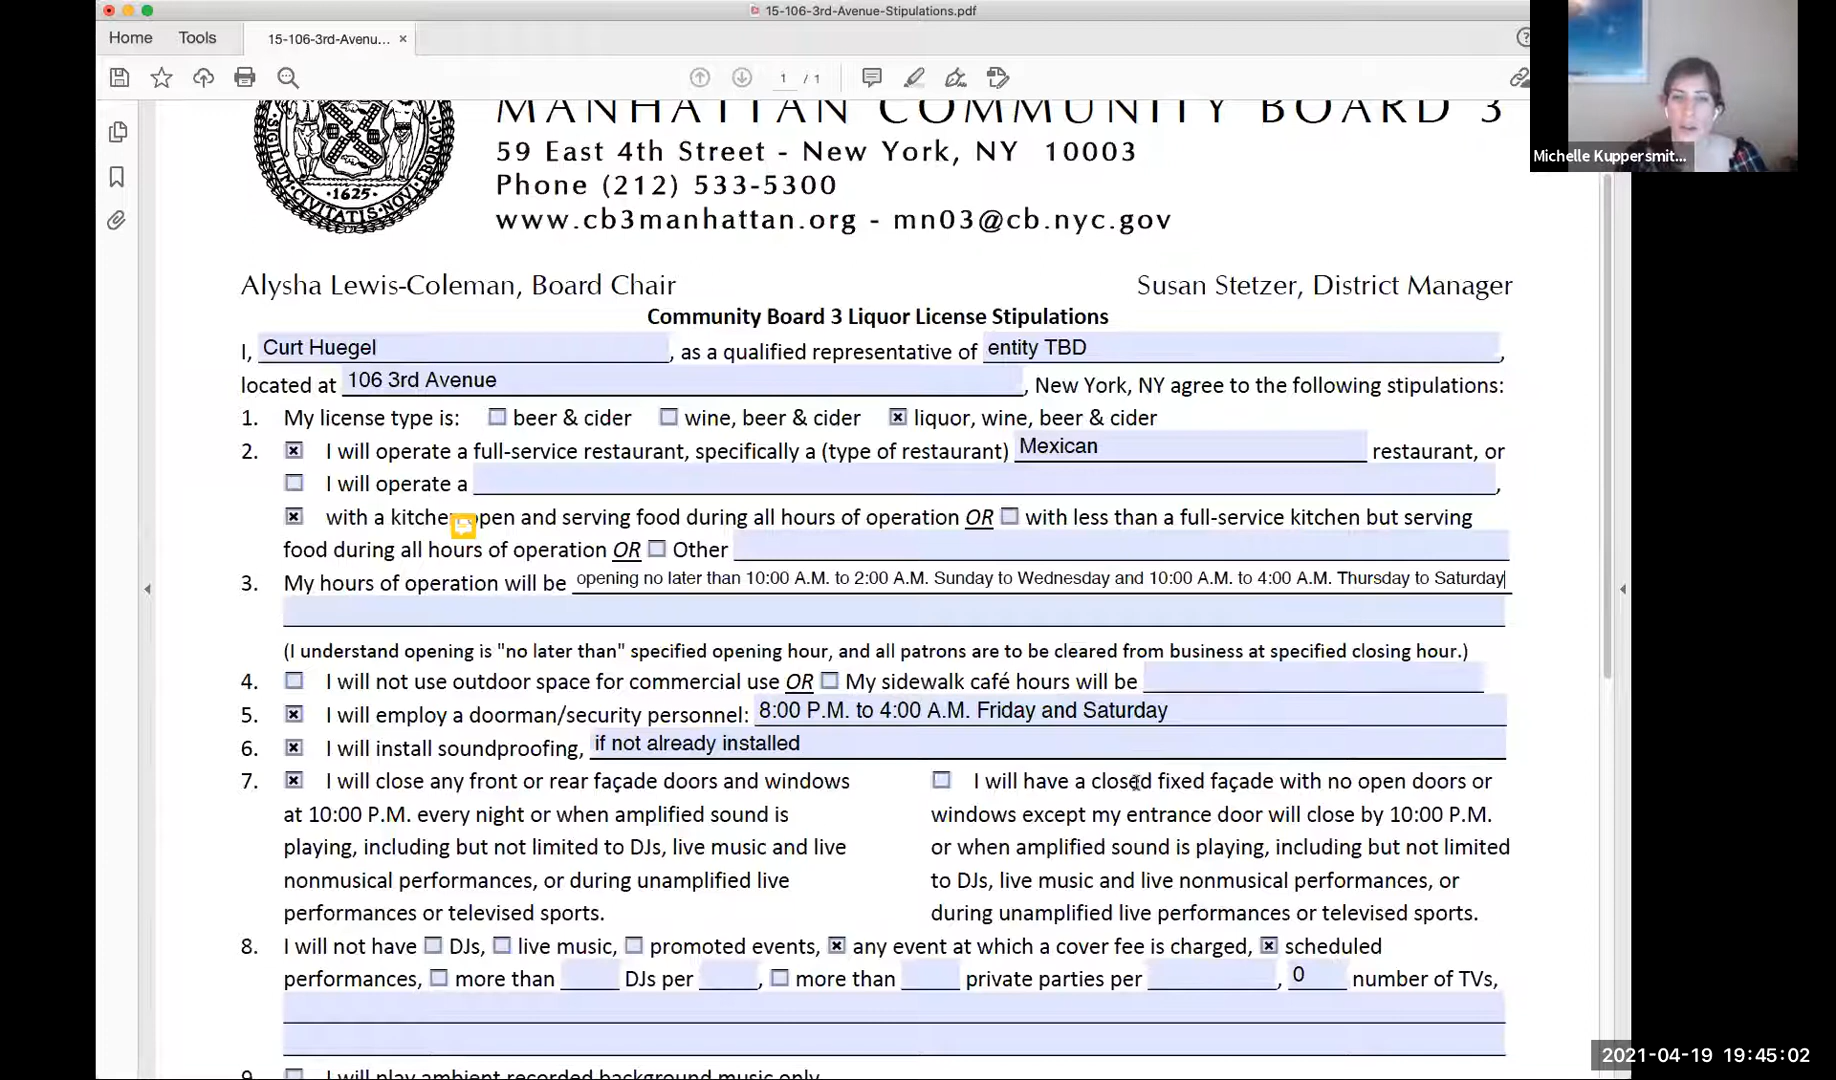 15-106-3rd-Avenue-Stipulations.pdf
Home Tools 15-106-3rd-Avenu... ×
1 / 1
MANHATTAN COMMUNITY BOARD 3
59 East 4th Street - New York, NY 10003
Phone (212) 533-5300
www.cb3manhattan.org - mn03@cb.nyc.gov
SIGILLVM CIVITATIS NOVI EBORACI
·1625·
Michelle Kuppersmit...
Alysha Lewis-Coleman, Board Chair Susan Stetzer, District Manager
Community Board 3 Liquor License Stipulations
I, Curt Huegel, as a qualified representative of entity TBD,
located at 106 3rd Avenue, New York, NY agree to the following stipulations:
1. My license type is: beer & cider wine, beer & cider liquor, wine, beer & cider
2. I will operate a full-service restaurant, specifically a (type of restaurant) Mexican restaurant, or
I will operate a ,
with a kitchen open and serving food during all hours of operation OR with less than a full-service kitchen but serving
food during all hours of operation OR Other
3. My hours of operation will be opening no later than 10:00 A.M. to 2:00 A.M. Sunday to Wednesday and 10:00 A.M. to 4:00 A.M. Thursday to Saturday
(I understand opening is "no later than" specified opening hour, and all patrons are to be cleared from business at specified closing hour.)
4. I will not use outdoor space for commercial use OR My sidewalk café hours will be
5. I will employ a doorman/security personnel: 8:00 P.M. to 4:00 A.M. Friday and Saturday
6. I will install soundproofing, if not already installed
7. I will close any front or rear façade doors and windows
at 10:00 P.M. every night or when amplified sound is
playing, including but not limited to DJs, live music and live
nonmusical performances, or during unamplified live
performances or televised sports.
I will have a closed fixed façade with no open doors or
windows except my entrance door will close by 10:00 P.M.
or when amplified sound is playing, including but not limited
to DJs, live music and live nonmusical performances, or
during unamplified live performances or televised sports.
8. I will not have DJs, live music, promoted events, any event at which a cover fee is charged, scheduled
performances, more than DJs per , more than private parties per , 0 number of TVs,
9. I will play ambient recorded background music only.
2021-04-19 19:45:02